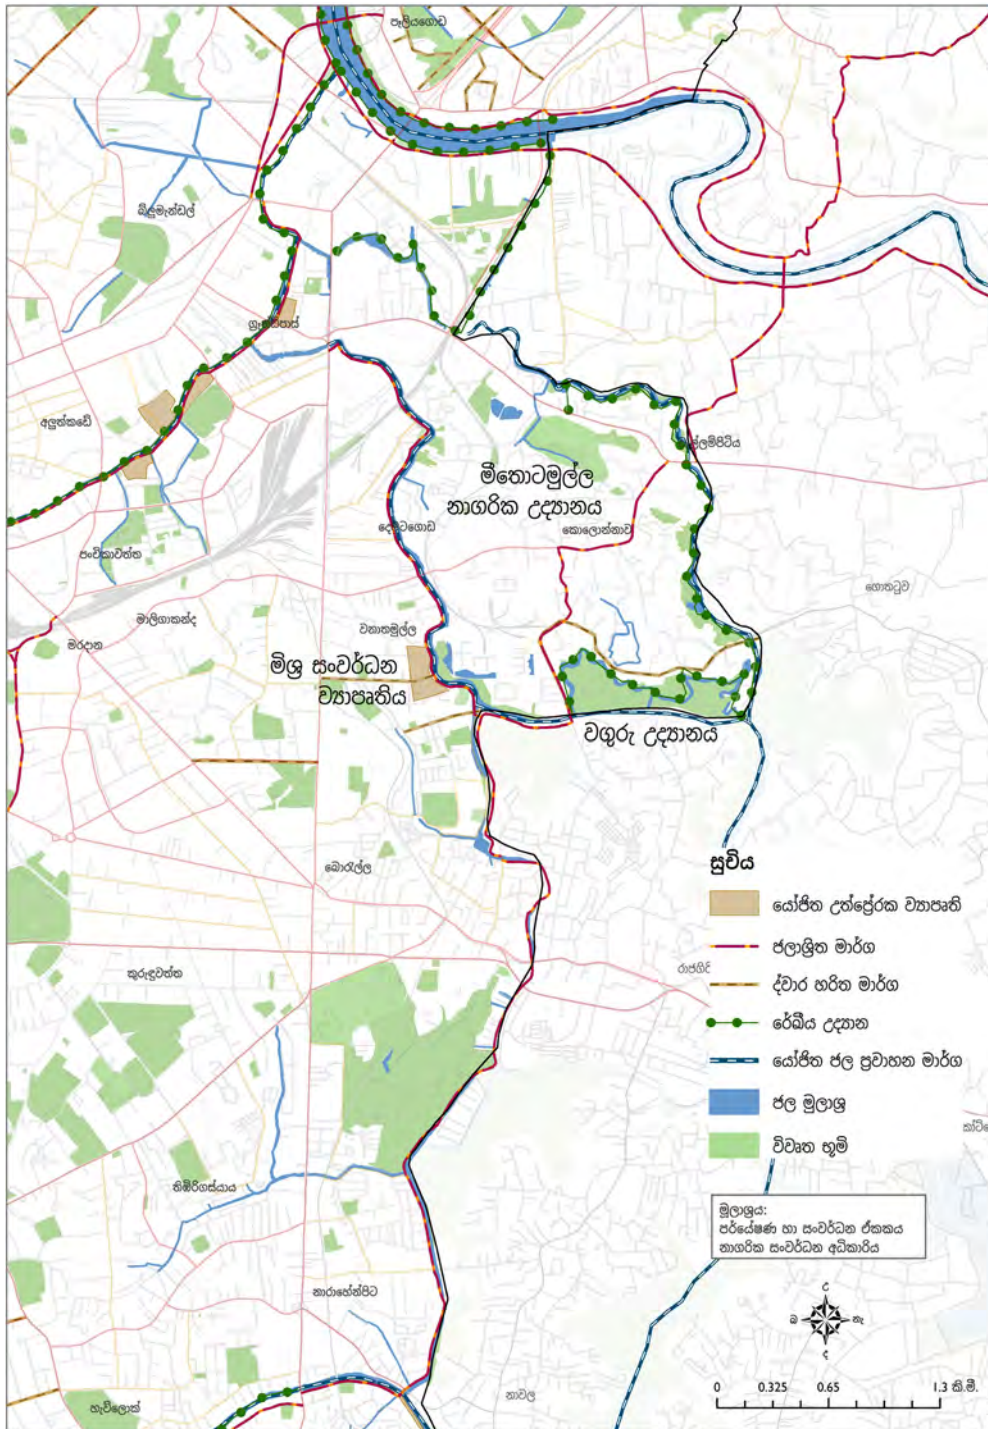 පෑලියගොඩ
බ්ලුමැන්ඩල්
ග්‍රෑන්ඩ්පාස්
අලුත්කඩේ
මීතොටමුල්ල
නාගරික උද්‍යානය
කොලොන්නාව
දෙමටගොඩ
පංචිකාවත්ත
ගොතටුව
මාලිගාකන්ද
වනාතමුල්ල
මරදාන
මිශ්‍ර සංවර්ධන
ව්‍යාපෘතිය
වගුරු උද්‍යානය
බොරැල්ල
කුරුඳුවත්ත
රාජගිරි
තිඹිරිගස්යාය
නාරාහේන්පිට
නාවල
හැව්ලොක්
සුචිය
යෝජිත උත්ප්‍රේරක ව්‍යාපෘති
ජලාශ්‍රිත මාර්ග
ද්වාර හරිත මාර්ග
රේඛීය උද්‍යාන
යෝජිත ජල ප්‍රවාහන මාර්ග
ජල මුලාශ්‍ර
විවෘත භූමි
මූලාශ්‍රය:
පර්යේෂණ හා සංවර්ධන ඒකකය
නාගරික සංවර්ධන අධිකාරිය
උ
බ
නැ
ද
0 0.325 0.65 1.3 කි.මී.